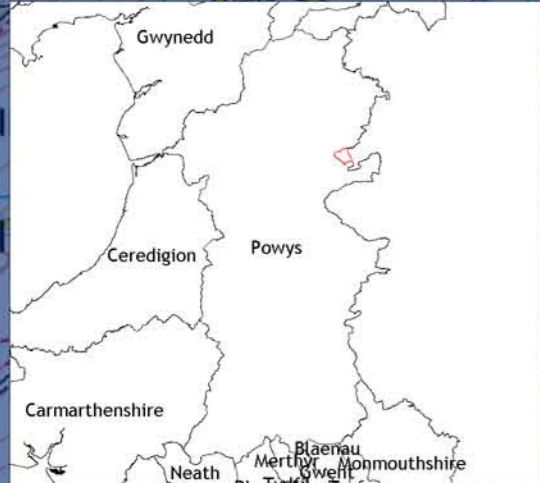 Gwynedd
Ceredigion
Powys
Carmarthenshire
Blaenau
Merthyr
Monmouthshire
Gwent
Neath